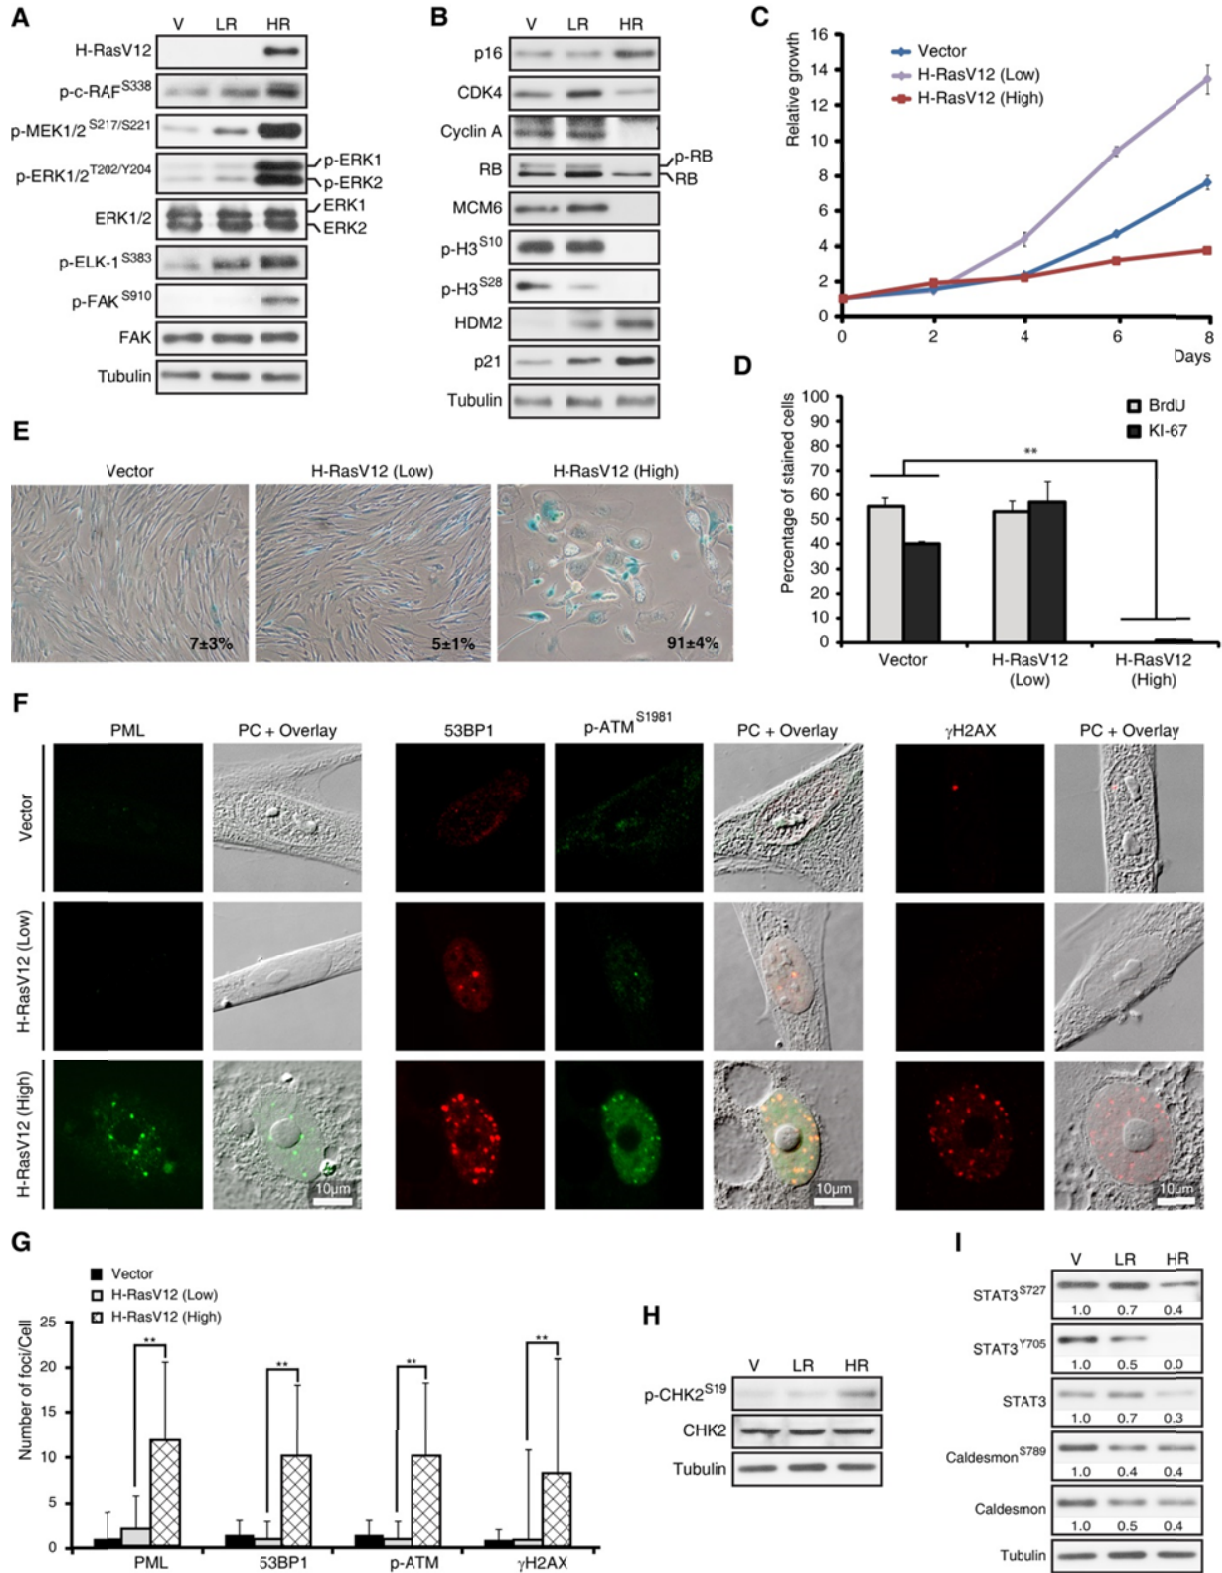 A
V LR HR
H-RasV12
p-c-RAF S338
p-MEK1/2 S217/S221
p-ERK1/2 T202/Y204
p-ERK1
p-ERK2
ERK1/2
ERK1
ERK2
p-ELK-1 S383
p-FAK S910
FAK
Tubulin
B
V LR HR
p16
CDK4
Cyclin A
RB
p-RB
RB
MCM6
p-H3 S10
p-H3 S28
HDM2
p21
Tubulin
C
Relative growth
16
14
12
10
8
6
4
2
0
Vector
H-RasV12 (Low)
H-RasV12 (High)
0 2 4 6 8
Days
D
Percentage of stained cells
100
90
80
70
60
50
40
30
20
10
0
BrdU
KI-67
**
Vector H-RasV12 (Low) H-RasV12 (High)
E
Vector H-RasV12 (Low) H-RasV12 (High)
7±3% 5±1% 91±4%
F
PML PC + Overlay 53BP1 p-ATM S1981 PC + Overlay γH2AX PC + Overlay
Vector
H-RasV12 (Low)
H-RasV12 (High)
10µm 10µm 10µm
G
Vector
H-RasV12 (Low)
H-RasV12 (High)
Number of foci/Cell
25
20
15
10
5
0
** ** ** **
PML 53BP1 p-ATM γH2AX
H
V LR HR
p-CHK2 S19
CHK2
Tubulin
I
V LR HR
STAT3 S727
1.0 0.7 0.4
STAT3 Y705
1.0 0.5 0.0
STAT3
1.0 0.7 0.3
Caldesmon S789
1.0 0.4 0.4
Caldesmon
1.0 0.5 0.4
Tubulin